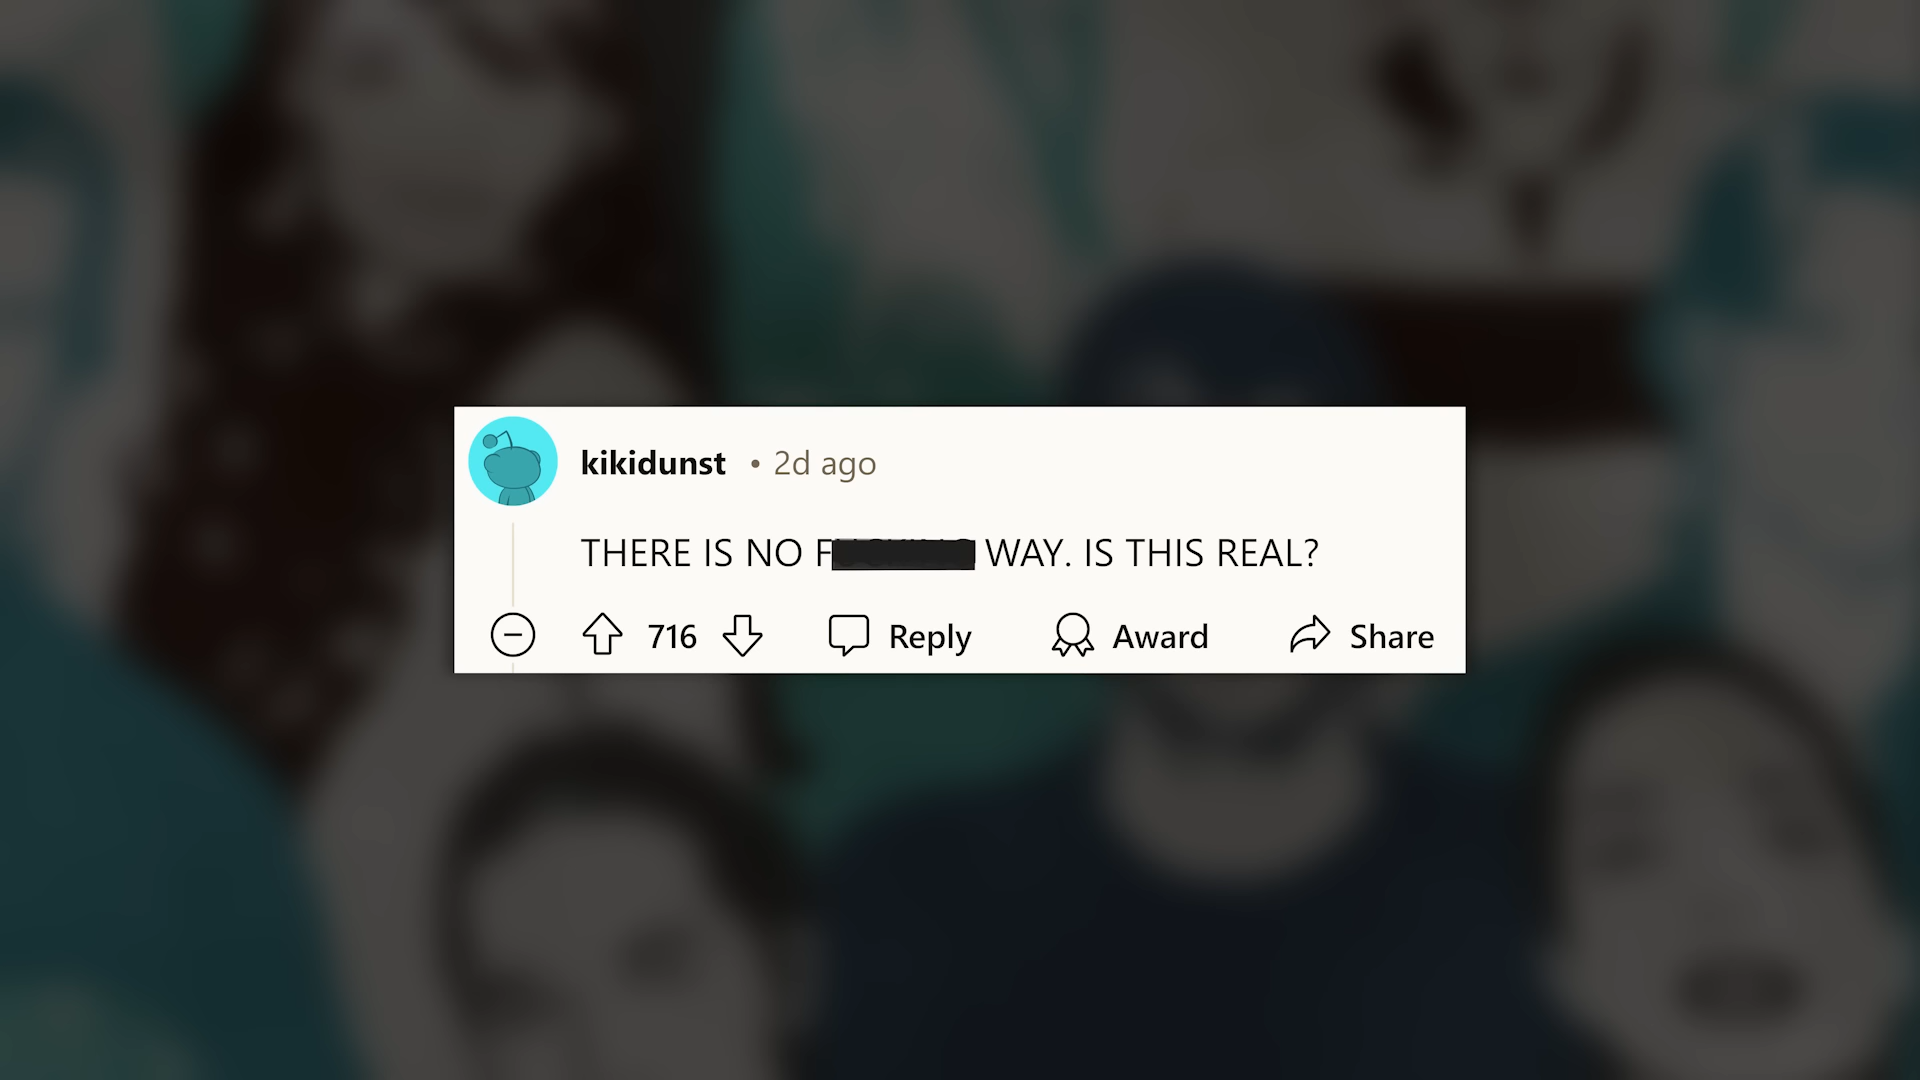 kikidunst • 2d ago
THERE IS NO F WAY. IS THIS REAL?
716 Reply Award Share